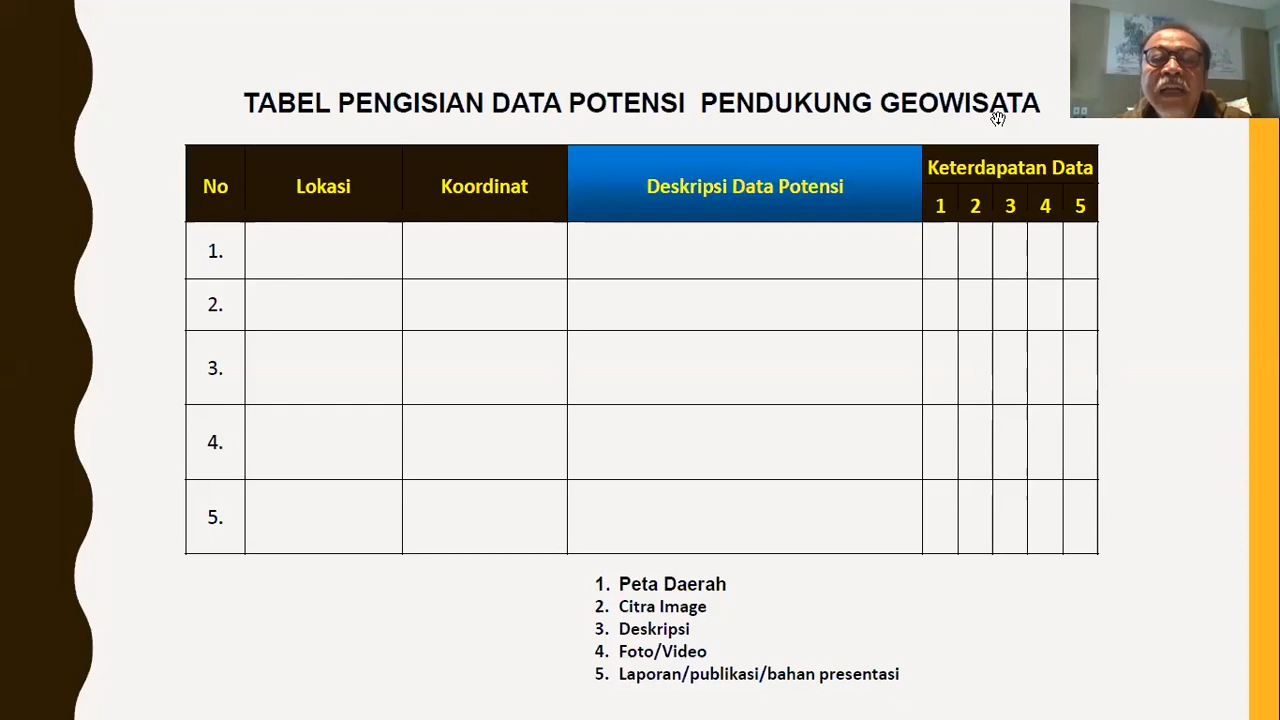 TABEL PENGISIAN DATA POTENSI PENDUKUNG GEOWISATA
No Lokasi Koordinat Deskripsi Data Potensi Keterdapatan Data
1 2 3 4 5
1.
2.
3.
4.
5.
1. Peta Daerah
2. Citra Image
3. Deskripsi
4. Foto/Video
5. Laporan/publikasi/bahan presentasi